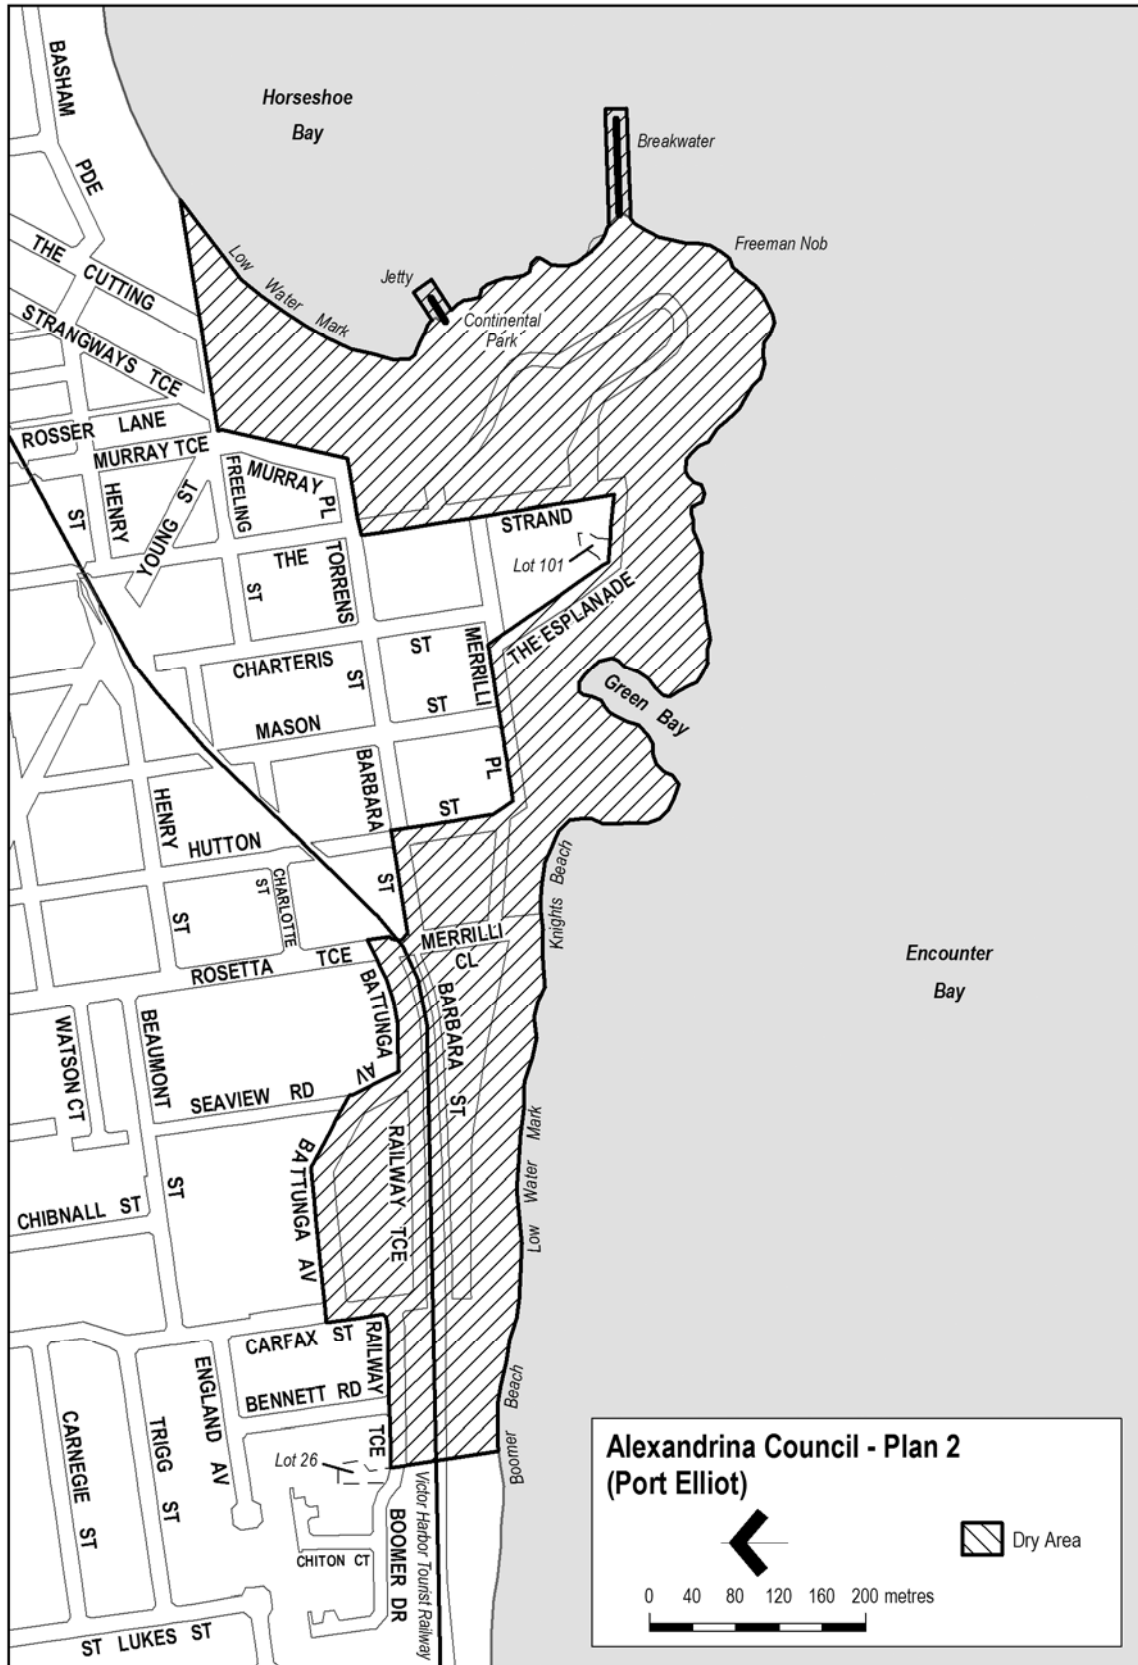 BASHAM
PDE
Horseshoe
Bay
Breakwater
Freeman Nob
THE CUTTING
Low Water Mark
Jetty
Continental
Park
STRANGWAYS TCE
ROSSER LANE
MURRAY TCE
HENRY
ST
YOUNG ST
FREELING
ST
MURRAY PL
THE
STRAND
TORRENS
ST
Lot 101
THE ESPLANADE
CHARTERIS ST
MERRILLI
PL
MASON ST
Green Bay
BARBARA
ST
HENRY
ST
HUTTON ST
CHARLOTTE
ST
Knights Beach
MERRILLI
CL
ROSETTA TCE
BATTUNGA
AV
BARBARA ST
Encounter
Bay
WATSON CT
BEAUMONT
ST
SEAVIEW RD
BATTUNGA AV
RAILWAY TCE
Low Water Mark
CHIBNALL ST
CARFAX ST
RAILWAY
TCE
BENNETT RD
ENGLAND AV
CARNEGIE ST
TRIGG ST
Boomer Beach
Lot 26
CHITON CT
BOOMER DR
Victor Harbor Tourist Railway
ST LUKES ST
Alexandrina Council - Plan 2
(Port Elliot)
Dry Area
0 40 80 120 160 200 metres